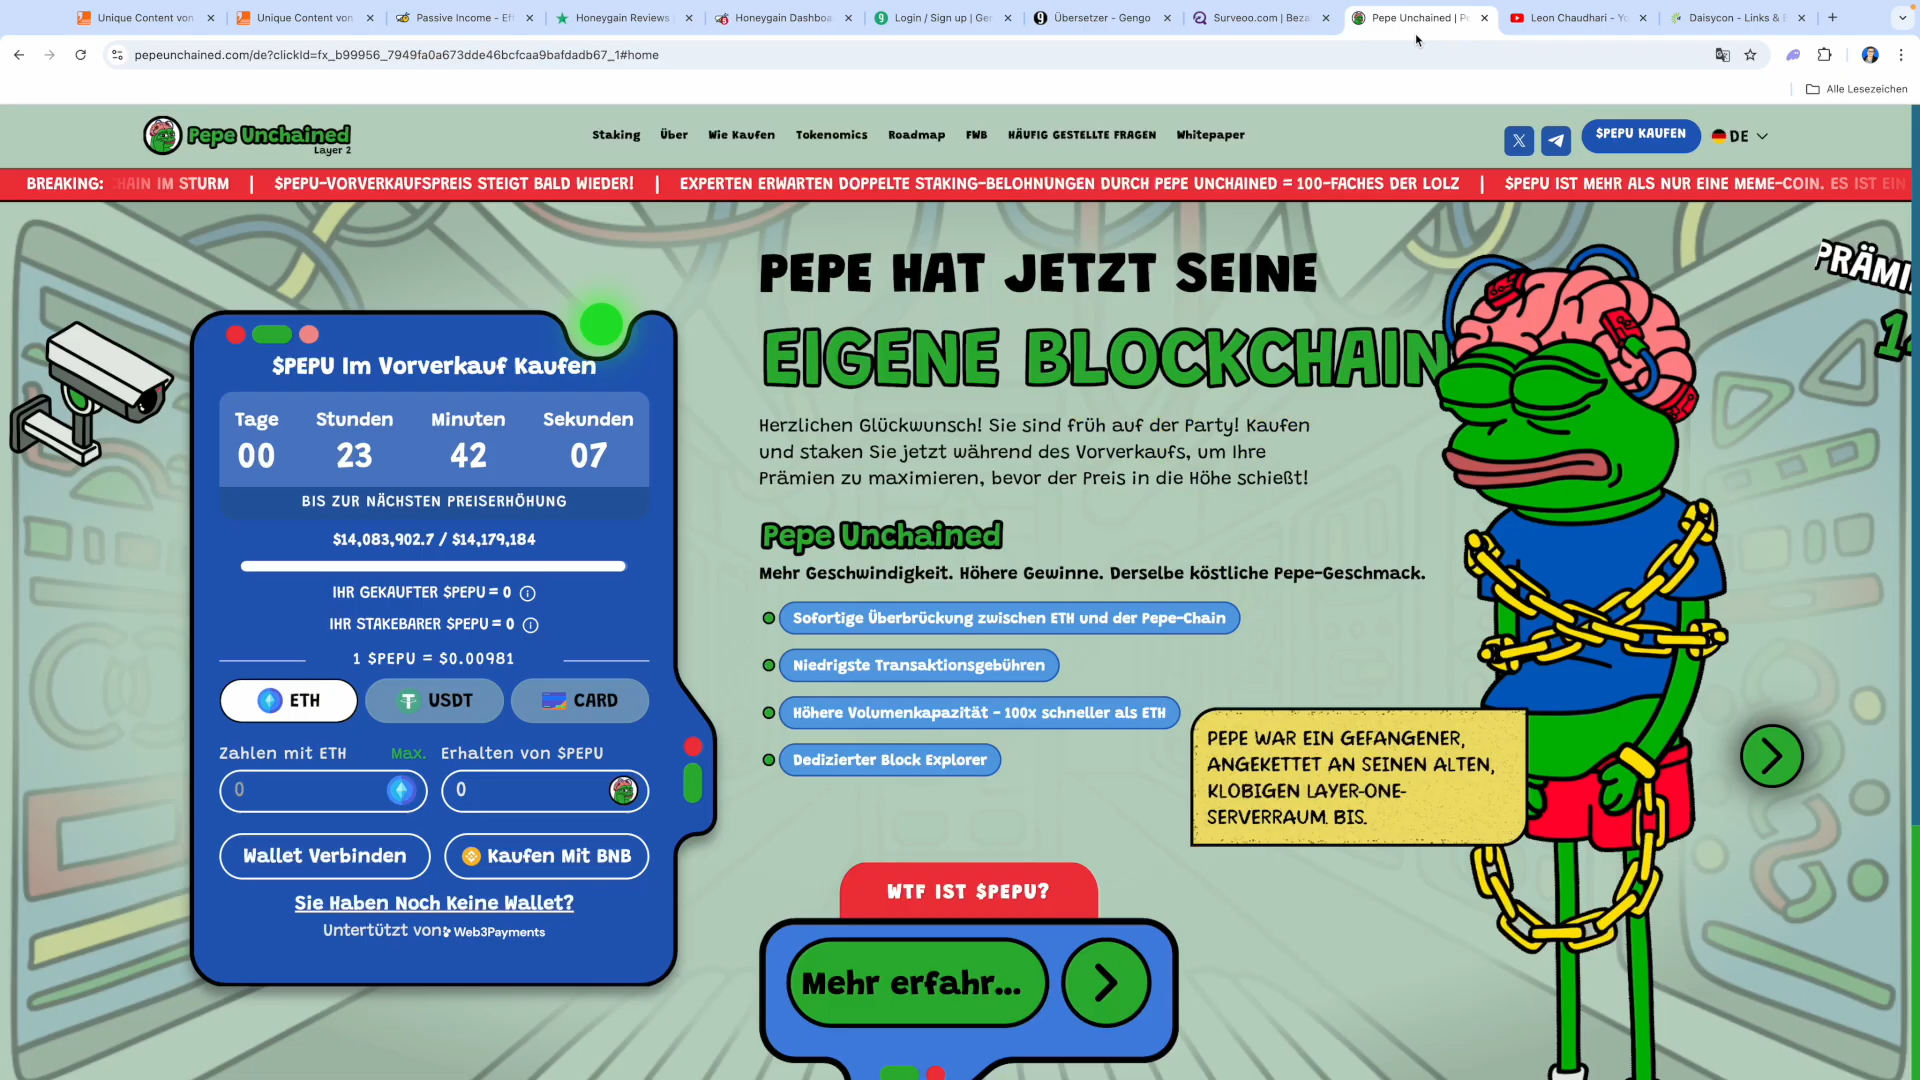 Unique Content von
Unique Content von
Passive Income - Eff
Honeygain Reviews
Honeygain Dashboa
Login / Sign up | Ger
Übersetzer - Gengo
Surveoo.com | Beza
Pepe Unchained | P
Leon Chaudhari - Yo
Daisycon - Links & B
pepeunchained.com/de?clickId=fx_b99956_7949fa0a673dde46bcfcaa9bafdadb67_1#home
Alle Lesezeichen
Pepe Unchained
Layer 2
Staking
Über
Wie Kaufen
Tokenomics
Roadmap
FWB
HÄUFIG GESTELLTE FRAGEN
Whitepaper
$PEPU KAUFEN
DE
BREAKING: CHAIN IM STURM | $PEPU-VORVERKAUFSPREIS STEIGT BALD WIEDER! | EXPERTEN ERWARTEN DOPPELTE STAKING-BELOHNUNGEN DURCH PEPE UNCHAINED = 100-FACHES DER LOLZ | $PEPU IST MEHR ALS NUR EINE MEME-COIN. ES IST EIN
PEPE HAT JETZT SEINE
EIGENE BLOCKCHAIN
Herzlichen Glückwunsch! Sie sind früh auf der Party! Kaufen
und staken Sie jetzt während des Vorverkaufs, um Ihre
Prämien zu maximieren, bevor der Preis in die Höhe schießt!
Pepe Unchained
Mehr Geschwindigkeit. Höhere Gewinne. Derselbe köstliche Pepe-Geschmack.
Sofortige Überbrückung zwischen ETH und der Pepe-Chain
Niedrigste Transaktionsgebühren
Höhere Volumenkapazität - 100x schneller als ETH
Dedizierter Block Explorer
$PEPU Im Vorverkauf Kaufen
Tage Stunden Minuten Sekunden
00 23 42 07
BIS ZUR NÄCHSTEN PREISERHÖHUNG
$14,083,902.7 / $14,179,184
IHR GEKAUFTER $PEPU = 0
IHR STAKEBARER $PEPU = 0
1 $PEPU = $0.00981
ETH
USDT
CARD
Zahlen mit ETH Max. Erhalten von $PEPU
0 0
Wallet Verbinden
Kaufen Mit BNB
Sie Haben Noch Keine Wallet?
Untertützt von Web3Payments
PEPE WAR EIN GEFANGENER,
ANGEKETTET AN SEINEN ALTEN,
KLOBIGEN LAYER-ONE-
SERVERRAUM. BIS.
WTF IST $PEPU?
Mehr erfahr...
PRÄMI